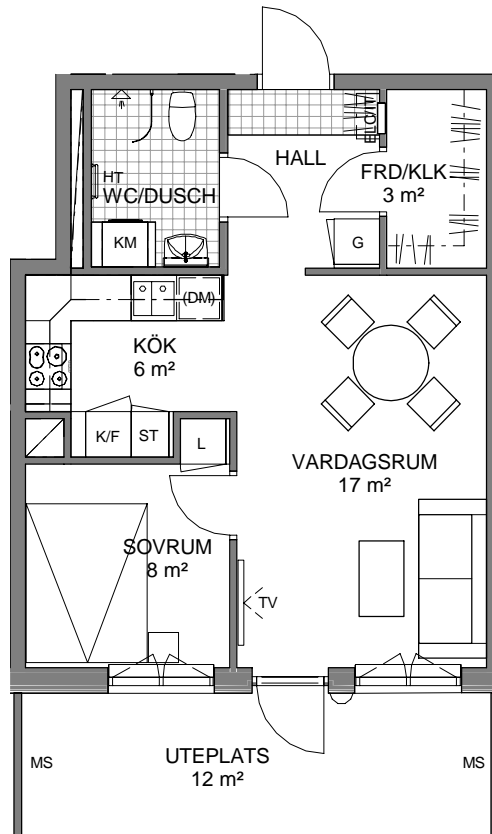 HALL
FRD/KLK
3 m²
HT
WC/DUSCH
KM
G
(DM)
KÖK
6 m²
K/F
ST
L
VARDAGSRUM
17 m²
SOVRUM
8 m²
TV
UTEPLATS
12 m²
MS
MS